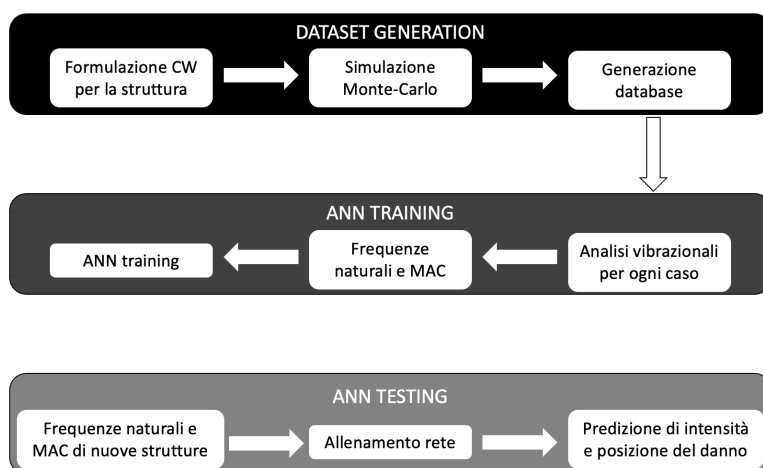 DATASET GENERATION
Formulazione CW
per la struttura
Simulazione
Monte-Carlo
Generazione
database
ANN TRAINING
ANN training
Frequenze
naturali e MAC
Analisi vibrazionali
per ogni caso
ANN TESTING
Frequenze naturali e
MAC di nuove strutture
Allenamento rete
Predizione di intensità
e posizione del danno